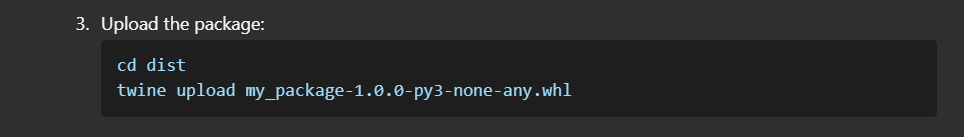 3. Upload the package:
cd dist
twine upload my_package-1.0.0-py3-none-any.whl